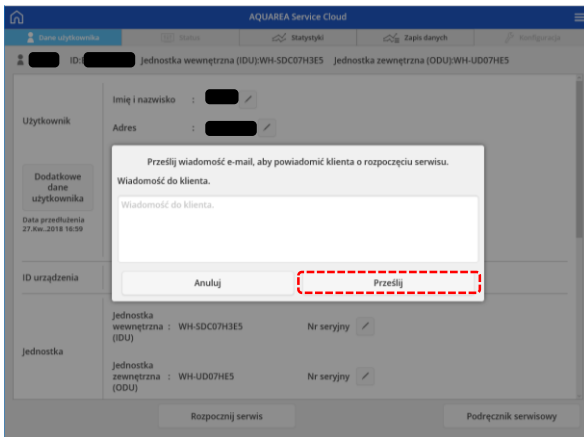 AQUAREA Service Cloud
Dane użytkownika Status Statystyki Zapis danych Konfiguracja
ID: Jednostka wewnętrzna (IDU):WH-SDC07H3E5 Jednostka zewnętrzna (ODU):WH-UD07HE5
Użytkownik
Imię i nazwisko :
Adres :
Dodatkowe
dane
użytkownika
Data przedłużenia
27.Kw..2018 16:59
Prześlij wiadomość e-mail, aby powiadomić klienta o rozpoczęciu serwisu.
Wiadomość do klienta.
Wiadomość do klienta.
Anuluj Prześlij
ID urządzenia
Jednostka
Jednostka
wewnętrzna : WH-SDC07H3E5 Nr seryjny
(IDU)
Jednostka
zewnętrzna : WH-UD07HE5 Nr seryjny
(ODU)
Rozpocznij serwis Podręcznik serwisowy